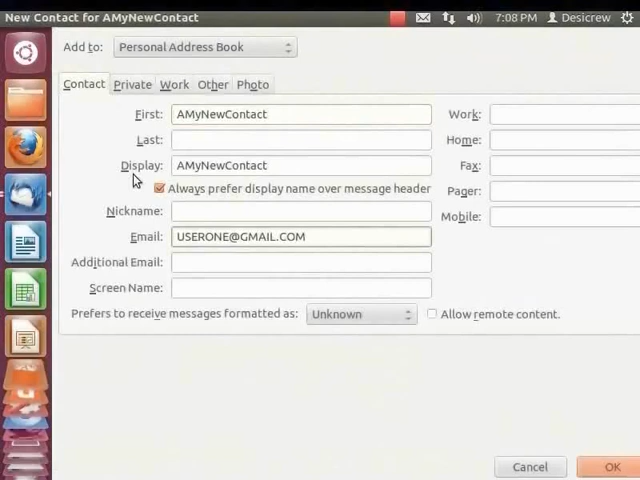 New Contact for AMyNewContact 7:08 PM Desicrew
Add to: Personal Address Book
Contact Private Work Other Photo
First: AMyNewContact Work:
Last: Home:
Display: AMyNewContact Fax:
Always prefer display name over message header Pager:
Nickname: Mobile:
Email: USERONE@GMAIL.COM
Additional Email:
Screen Name:
Prefers to receive messages formatted as: Unknown Allow remote content.
Cancel OK